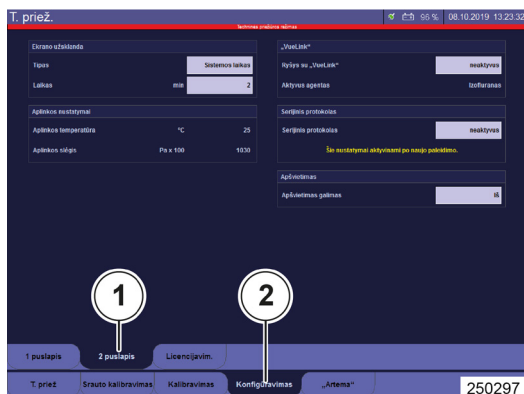 T. priež.
96 %
08.10.2019 13:23:32
Techninės priežiūros režimas
Ekrano užsklanda
Tipas
Sistemos laikas
Laikas
min
2
Aplinkos nustatymai
Aplinkos temperatūra
°C
25
Aplinkos slėgis
Pa x 100
1030
„VueLink“
Ryšys su „VueLink“
neaktyvus
Aktyvus agentas
Izofluranas
Serijinis protokolas
Serijinis protokolas
neaktyvus
Šie nustatymai aktyvinami po naujo paleidimo.
Apšvietimas
Apšvietimas galimas
Iš
1
2
1 puslapis
2 puslapis
Licencijavim.
T. priež
Srauto kalibravimas
Kalibravimas
Konfigūravimas
„Artema“
250297